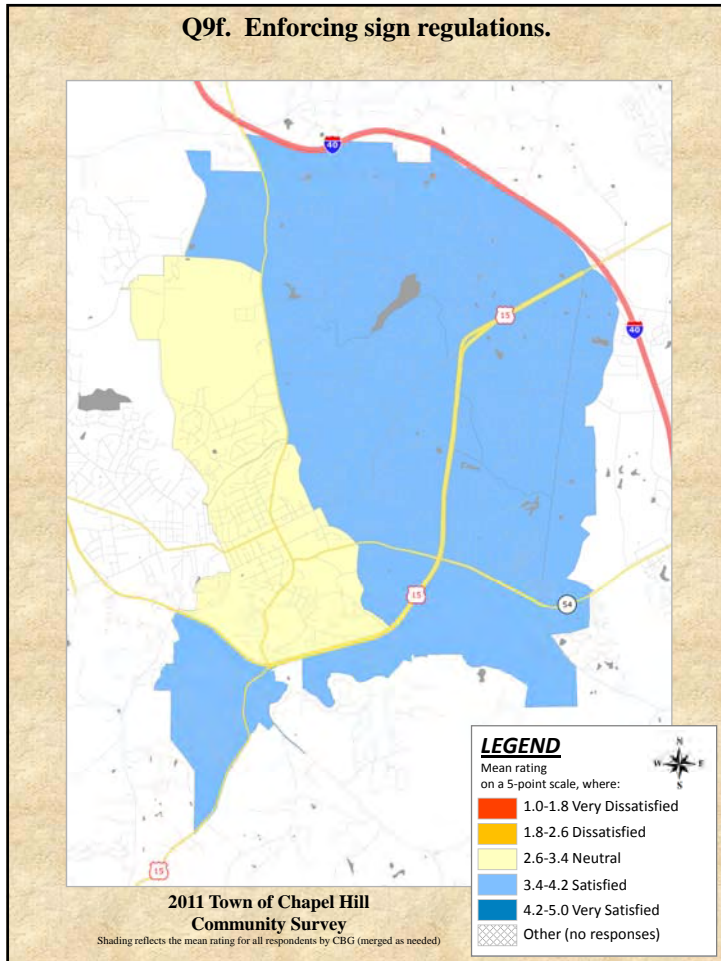 Q9f. Enforcing sign regulations.
40
15
40
15
54
15
LEGEND
N
W E
S
Mean rating
on a 5-point scale, where:
1.0-1.8 Very Dissatisfied
1.8-2.6 Dissatisfied
2.6-3.4 Neutral
3.4-4.2 Satisfied
4.2-5.0 Very Satisfied
Other (no responses)
2011 Town of Chapel Hill
Community Survey
Shading reflects the mean rating for all respondents by CBG (merged as needed)